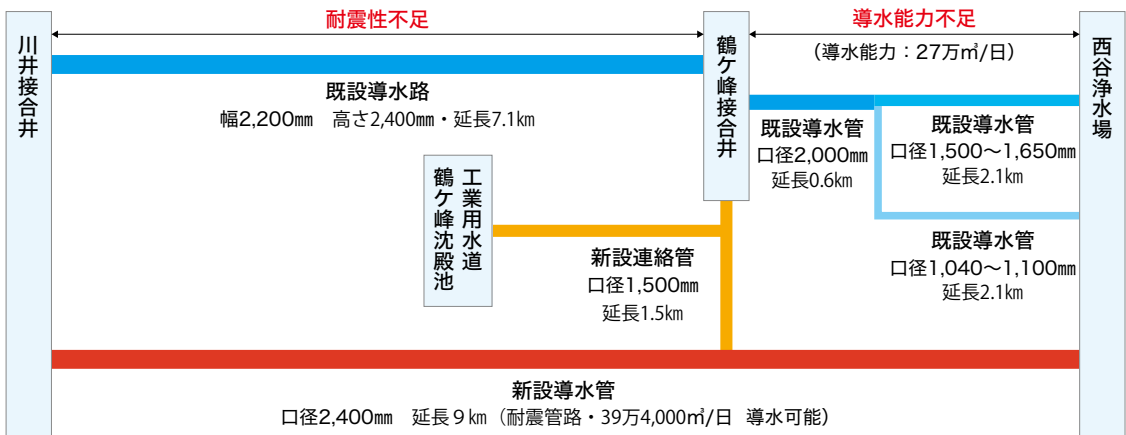 耐震性不足
導水能力不足
(導水能力：27万㎥/日)
川井接合井
鶴ケ峰接合井
西谷浄水場
既設導水路
幅2,200㎜　高さ2,400㎜・延長7.1㎞
既設導水管
口径2,000㎜
延長0.6㎞
既設導水管
口径1,500〜1,650㎜
延長2.1㎞
工業用水道
鶴ケ峰沈殿池
既設導水管
口径1,040〜1,100㎜
延長2.1㎞
新設連絡管
口径1,500㎜
延長1.5㎞
新設導水管
口径2,400㎜　延長９㎞（耐震管路・39万4,000㎥/日 導水可能）